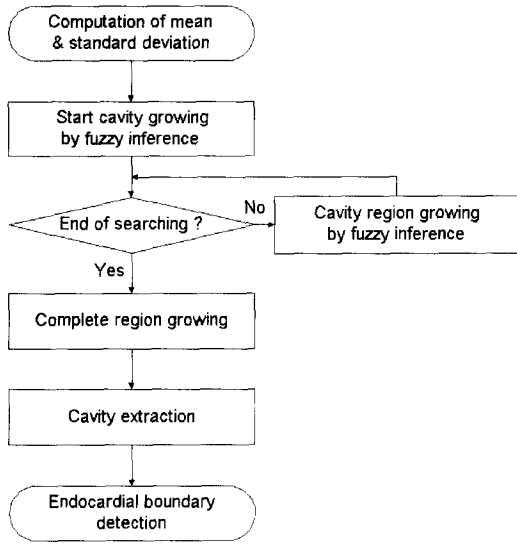 Computation of mean
& standard deviation
Start cavity growing
by fuzzy inference
End of searching ?
No
Cavity region growing
by fuzzy inference
Yes
Complete region growing
Cavity extraction
Endocardial boundary
detection